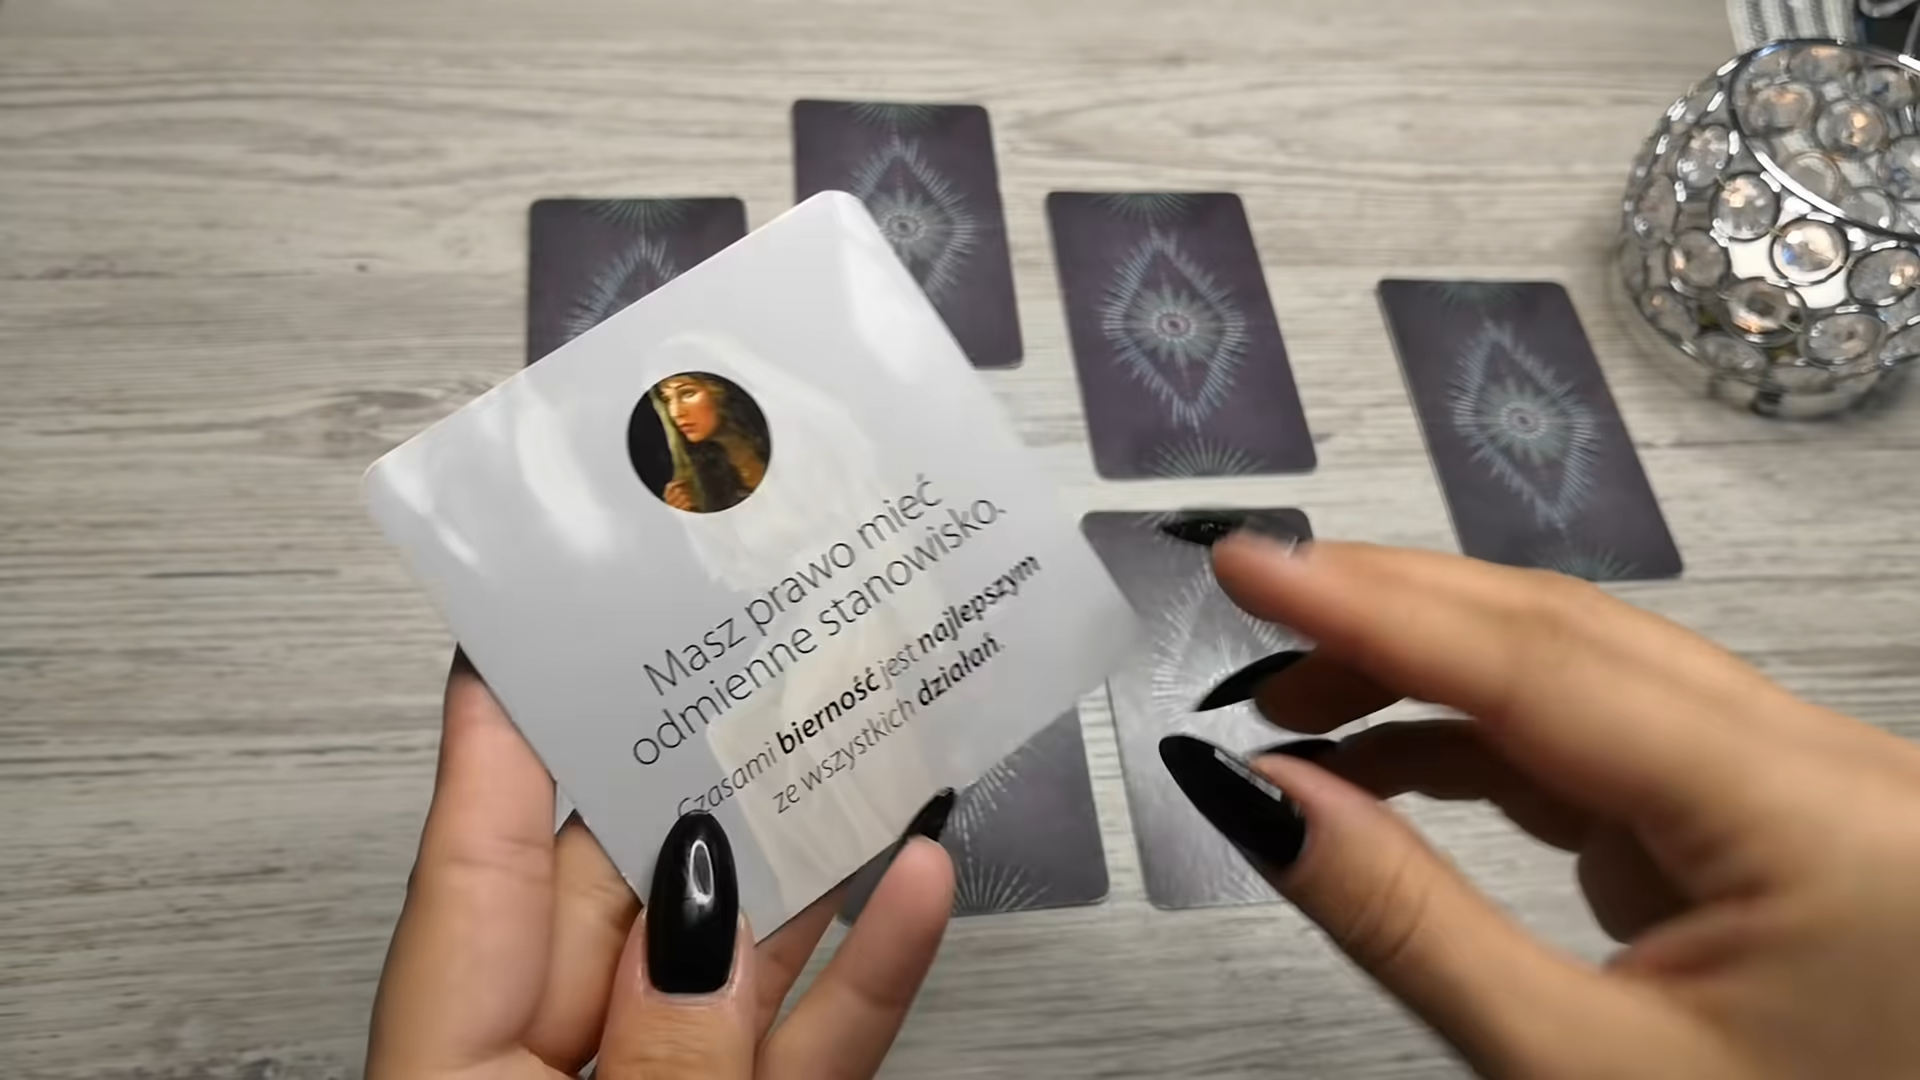 Masz prawo mieć
odmienne stanowisko.
Czasami bierność jest najlepszym
ze wszystkich działań.